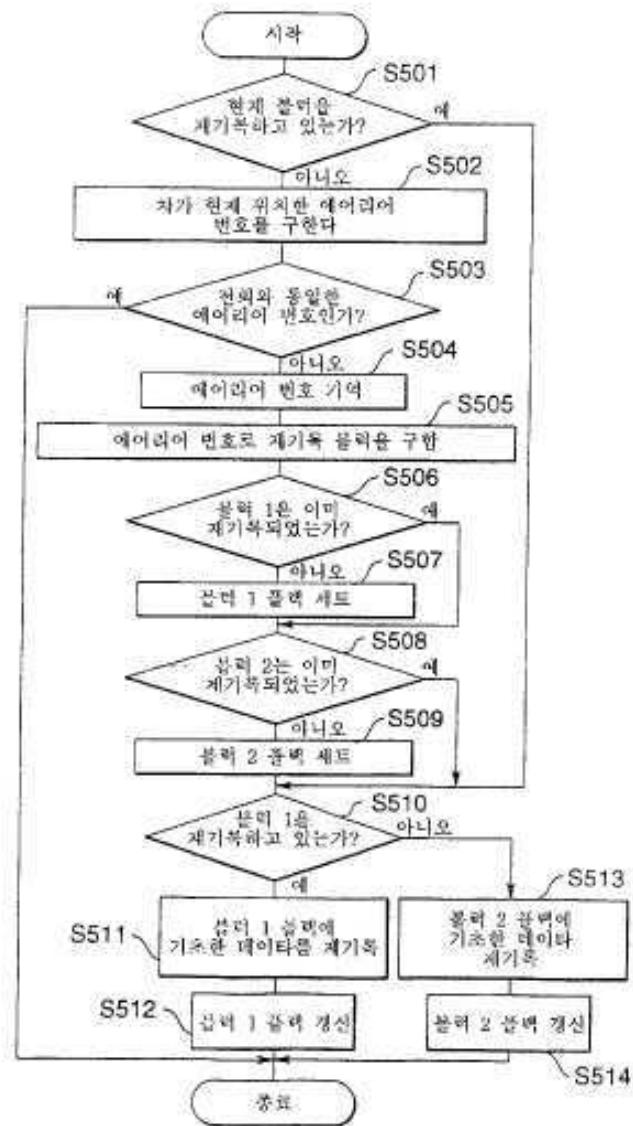 시작
S501
현재 블럭을
재기록하고 있는가?
예
아니오
S502
차가 현재 위치한 에어리어
번호를 구한다
S503
예
전회와 동일한
에어리어 번호인가?
아니오
S504
에어리어 번호 기억
S505
에어리어 번호로 재기록 블럭을 구함
S506
블럭 1은 이미
재기록되었는가?
예
아니오
S507
블럭 1 플랙 세트
S508
블럭 2는 이미
재기록되었는가?
예
아니오
S509
블럭 2 플랙 세트
S510
블럭 1을
재기록하고 있는가?
아니오
예
S511
블럭 1 플랙에
기초한 데이타를 재기록
S513
블럭 2 플랙에
기초한 데이타
재기록
S512
블럭 1 플랙 갱신
블럭 2 플랙 갱신
S514
종료